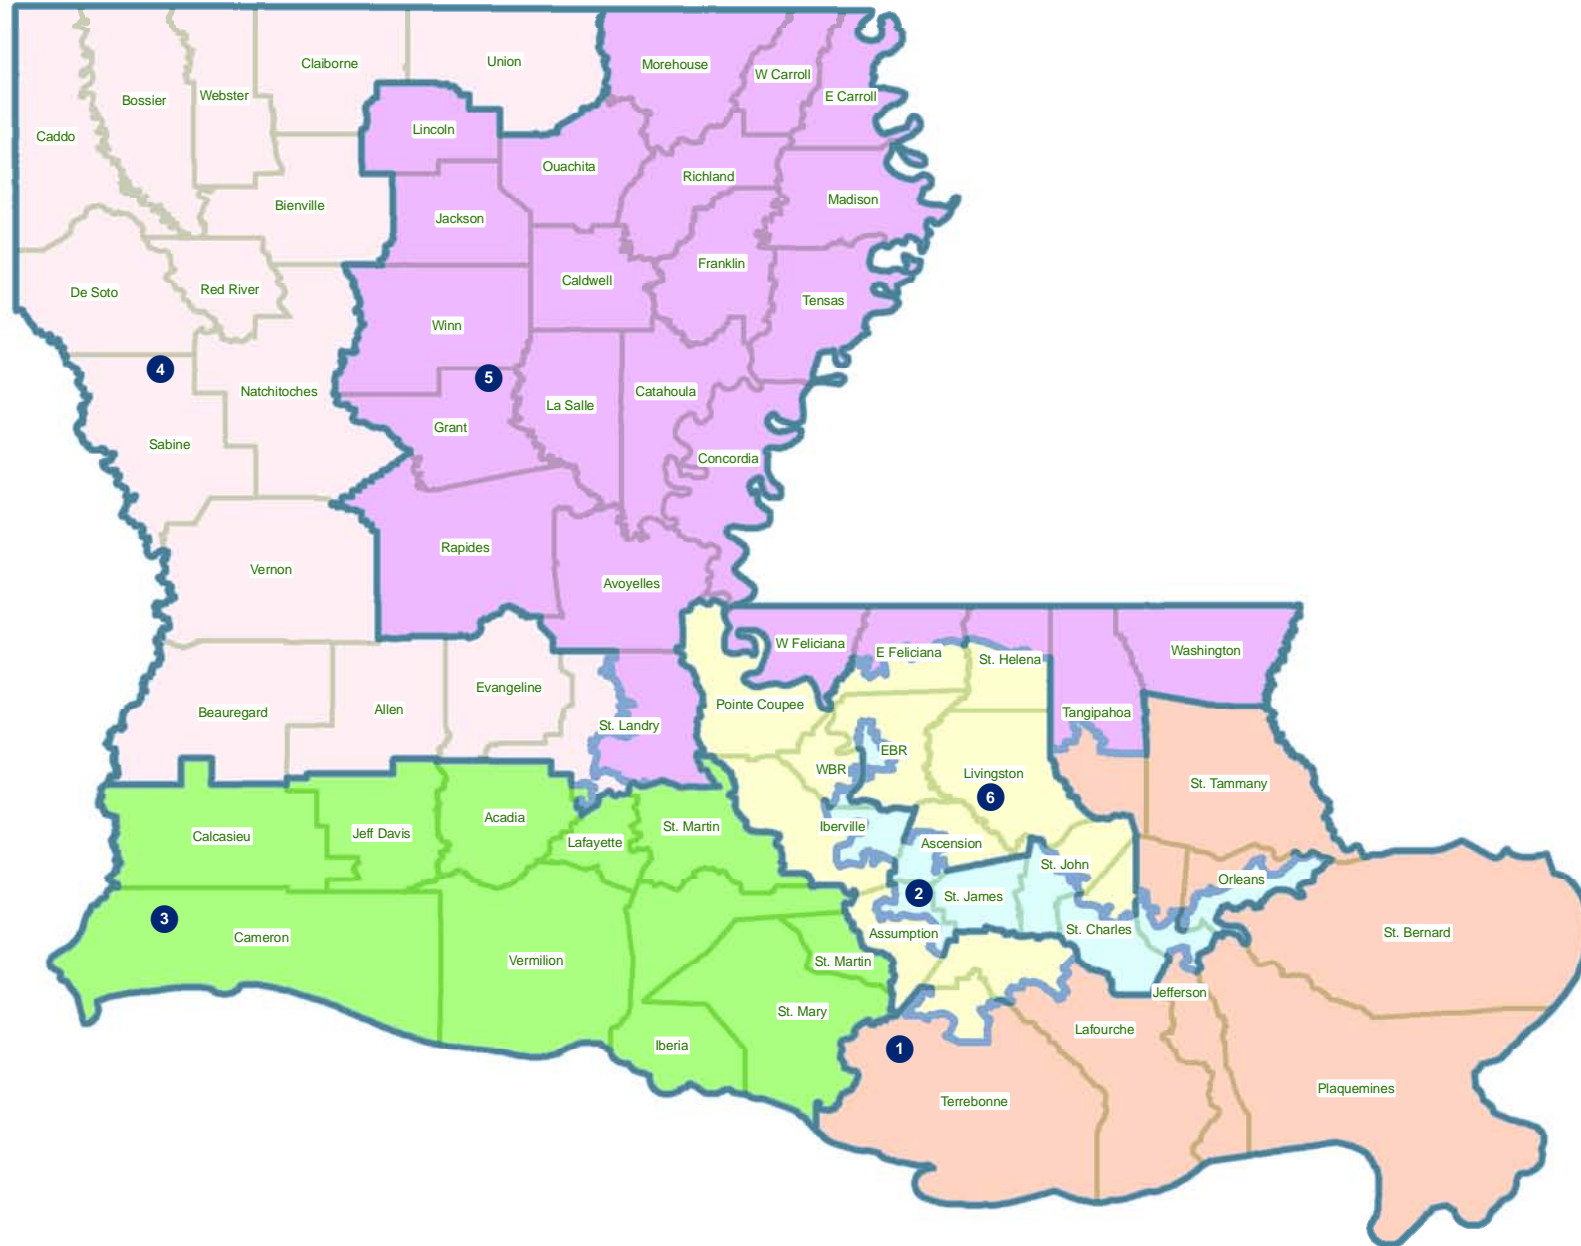 Morehouse
Union
Claiborne
W Carroll
Webster
E Carroll
Bossier
Lincoln
Caddo
Ouachita
Richland
Madison
Bienville
Jackson
Franklin
Caldwell
Red River
De Soto
Tensas
Winn
4
5
Natchitoches
Catahoula
La Salle
Grant
Sabine
Concordia
Rapides
Vernon
Avoyelles
W Feliciana
Washington
E Feliciana
St. Helena
Evangeline
Pointe Coupee
Allen
Beauregard
Tangipahoa
St. Landry
EBR
WBR
Livingston
St. Tammany
6
Acadia
Iberville
St. Martin
Jeff Davis
Calcasieu
Lafayette
Ascension
St. John
Orleans
2
St. James
3
St. Charles
St. Bernard
Assumption
Cameron
Vermilion
St. Martin
Jefferson
St. Mary
Lafourche
Iberia
1
Plaquemines
Terrebonne